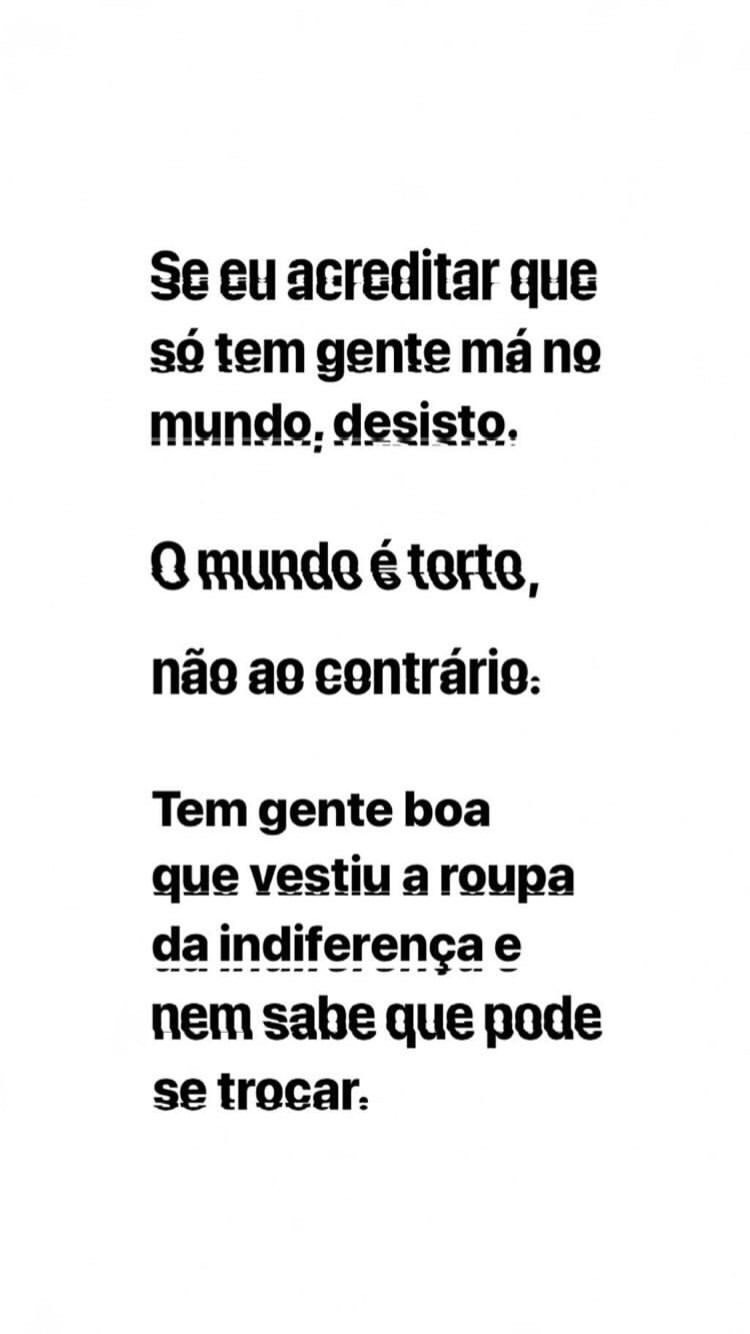 Se eu acreditar que
só tem gente má no
mundo, desisto.
O mundo é torto,
não ao contrário.
Tem gente boa
que vestiu a roupa
da indiferença e
nem sabe que pode
se trocar.